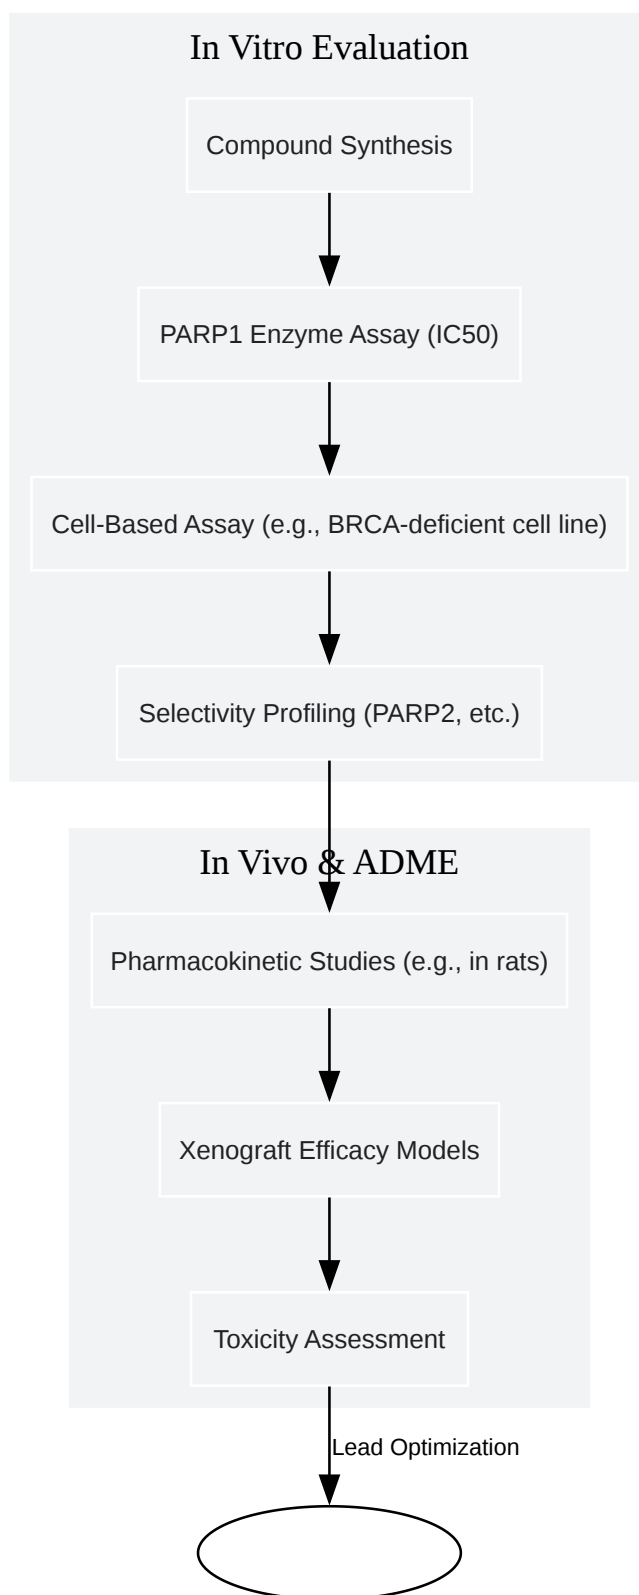 In Vitro Evaluation
Compound Synthesis
PARP1 Enzyme Assay (IC50)
Cell-Based Assay (e.g., BRCA-deficient cell line)
Selectivity Profiling (PARP2, etc.)
In Vivo & ADME
Pharmacokinetic Studies (e.g., in rats)
Xenograft Efficacy Models
Toxicity Assessment
Lead Optimization